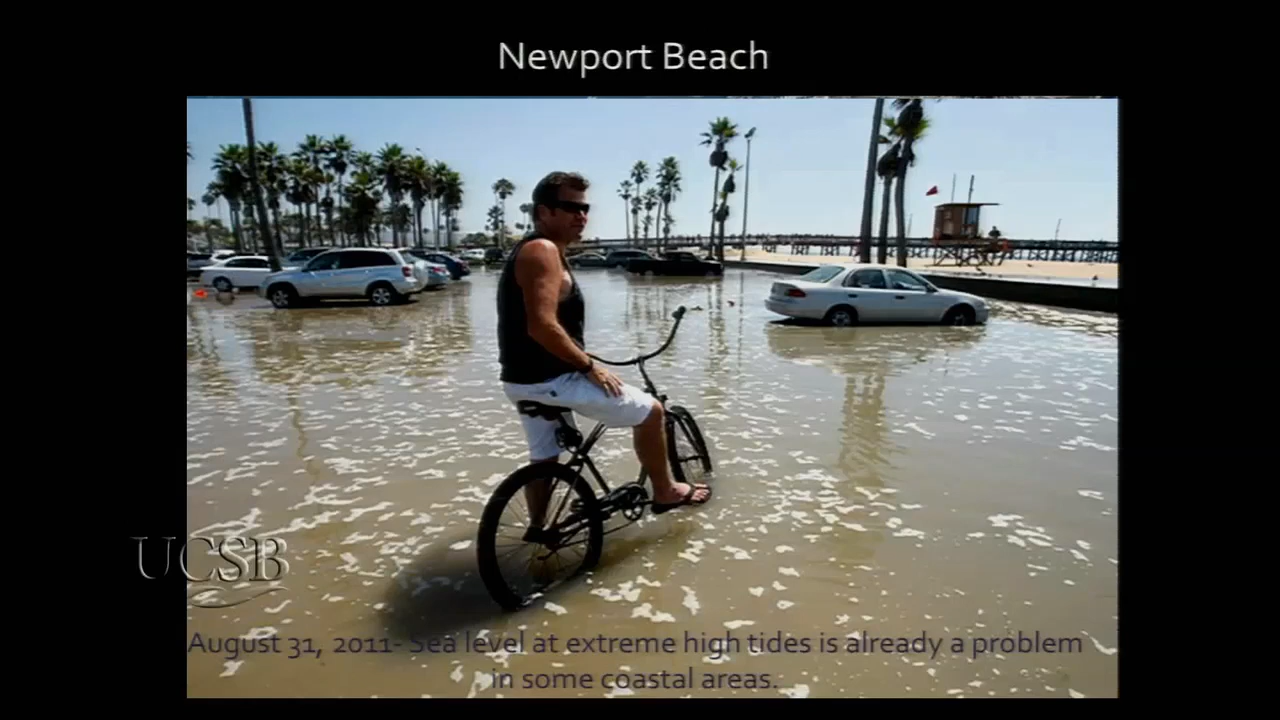 Newport Beach
UCSB
August 31, 2011- Sea level at extreme high tides is already a problem
in some coastal areas.